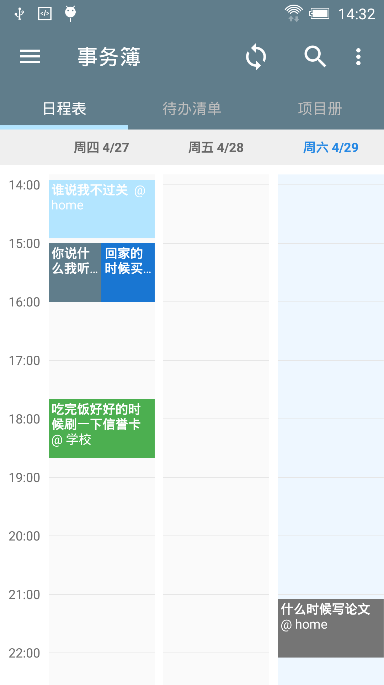 14:32
事务簿
日程表 待办清单 项目册
周四 4/27 周五 4/28 周六 4/29
14:00
谁说我不过关 @
home
15:00
你说什
么我听...
回家的
时候买...
16:00
17:00
18:00
吃完饭好好的时
候刷一下信誉卡
@ 学校
19:00
20:00
21:00
什么时候写论文
@ home
22:00